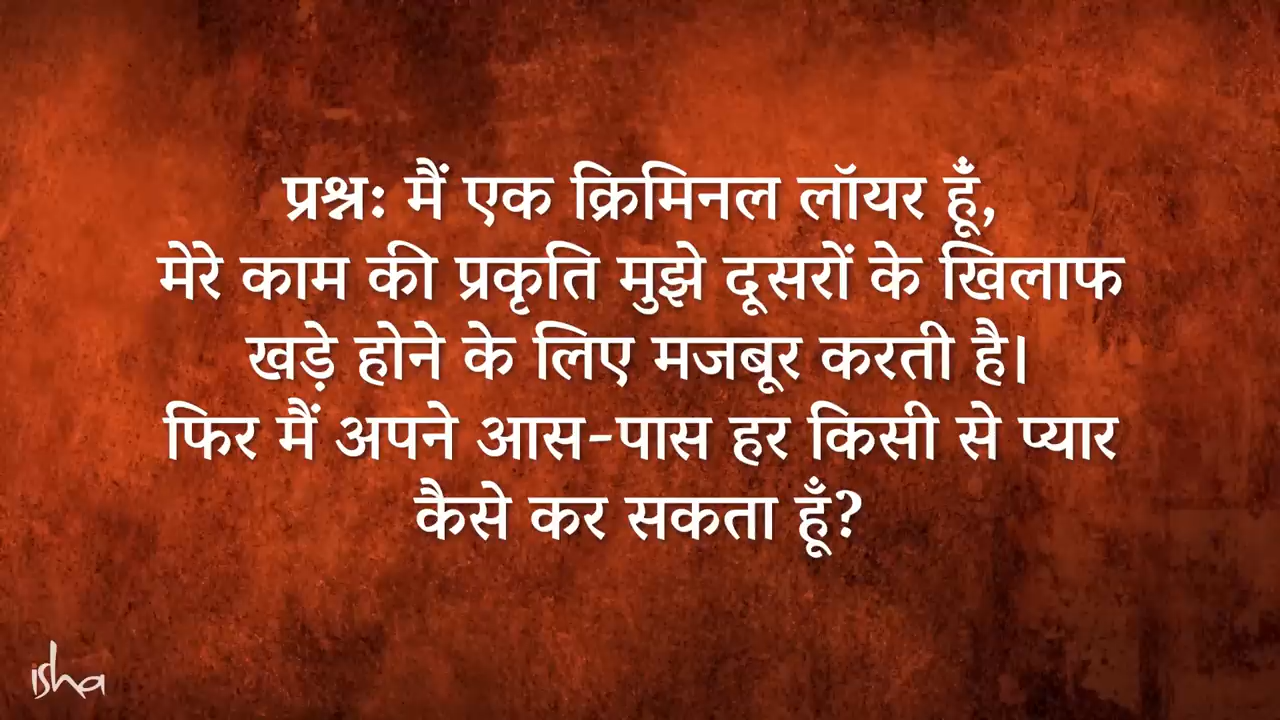 प्रश्न: मैं एक क्रिमिनल लॉयर हूँ,
मेरे काम की प्रकृति मुझे दूसरों के खिलाफ
खड़े होने के लिए मजबूर करती है।
फिर मैं अपने आस-पास हर किसी से प्यार
कैसे कर सकता हूँ?
isha